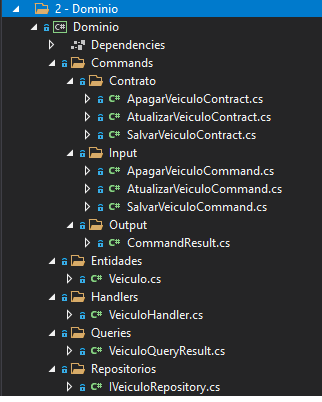 2 - Dominio
C# Dominio
Dependencies
Commands
Contrato
C# ApagarVeiculoContract.cs
C# AtualizarVeiculoContract.cs
C# SalvarVeiculoContract.cs
Input
C# ApagarVeiculoCommand.cs
C# AtualizarVeiculoCommand.cs
C# SalvarVeiculoCommand.cs
Output
C# CommandResult.cs
Entidades
C# Veiculo.cs
Handlers
C# VeiculoHandler.cs
Queries
C# VeiculoQueryResult.cs
Repositorios
C# IVeiculoRepository.cs